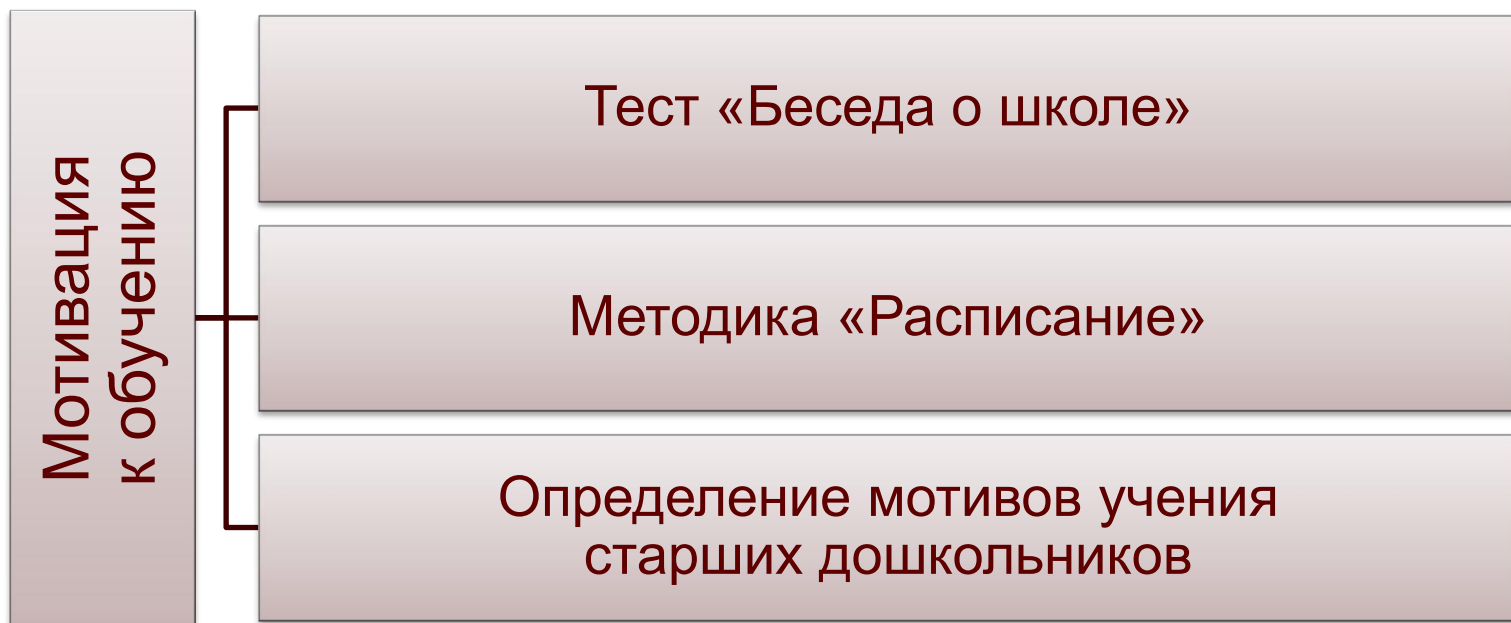 Мотивация
к обучению
Тест «Беседа о школе»
Методика «Расписание»
Определение мотивов учения
старших дошкольников